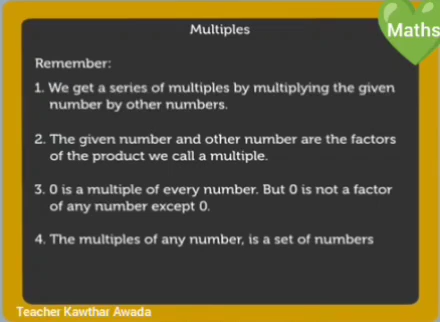 Multiples
Maths
Remember:
1. We get a series of multiples by multiplying the given
number by other numbers.
2. The given number and other number are the factors
of the product we call a multiple.
3. 0 is a multiple of every number. But 0 is not a factor
of any number except 0.
4. The multiples of any number, is a set of numbers
Teacher Kawthar Awada